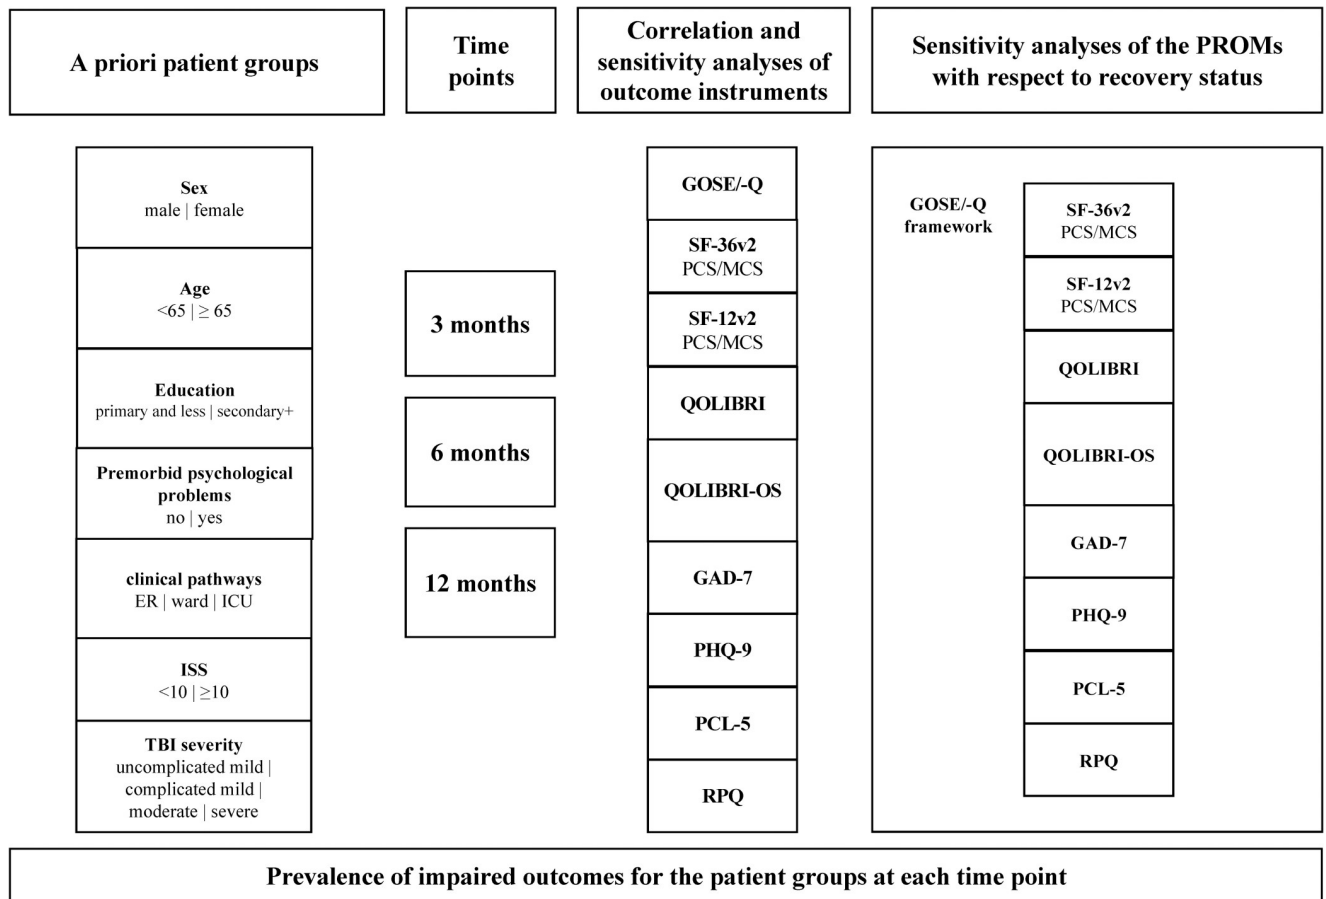 A priori patient groups
Time
points
Correlation and
sensitivity analyses of
outcome instruments
Sensitivity analyses of the PROMs
with respect to recovery status
Sex
male | female
Age
<65 | ≥ 65
Education
primary and less | secondary+
Premorbid psychological
problems
no | yes
clinical pathways
ER | ward | ICU
ISS
<10 | ≥10
TBI severity
uncomplicated mild |
complicated mild |
moderate | severe
3 months
6 months
12 months
GOSE/-Q
SF-36v2
PCS/MCS
SF-12v2
PCS/MCS
QOLIBRI
QOLIBRI-OS
GAD-7
PHQ-9
PCL-5
RPQ
GOSE/-Q
framework
SF-36v2
PCS/MCS
SF-12v2
PCS/MCS
QOLIBRI
QOLIBRI-OS
GAD-7
PHQ-9
PCL-5
RPQ
Prevalence of impaired outcomes for the patient groups at each time point